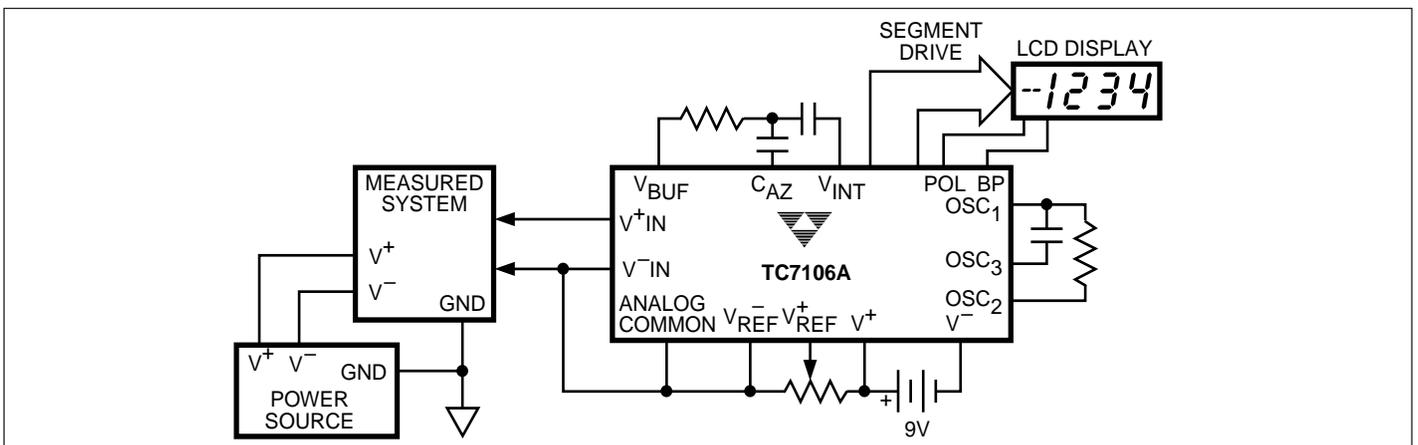 SEGMENT
DRIVE
LCD DISPLAY
-1234
MEASURED
SYSTEM
V+
V–
GND
V+ V–
GND
POWER
SOURCE
VBUF
CAZ
VINT
POL BP
OSC1
V+IN
V–IN
TC7106A
OSC3
OSC2
ANALOG
COMMON
V–REF
V+REF
V+
V–
+
9V